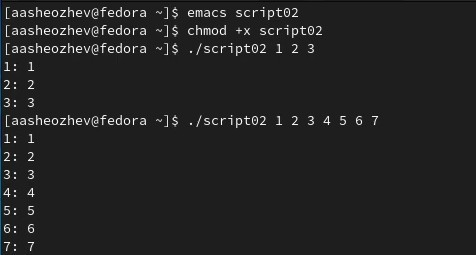 [aasheozhev@fedora ~]$ emacs script02
[aasheozhev@fedora ~]$ chmod +x script02
[aasheozhev@fedora ~]$ ./script02 1 2 3
1: 1
2: 2
3: 3
[aasheozhev@fedora ~]$ ./script02 1 2 3 4 5 6 7
1: 1
2: 2
3: 3
4: 4
5: 5
6: 6
7: 7